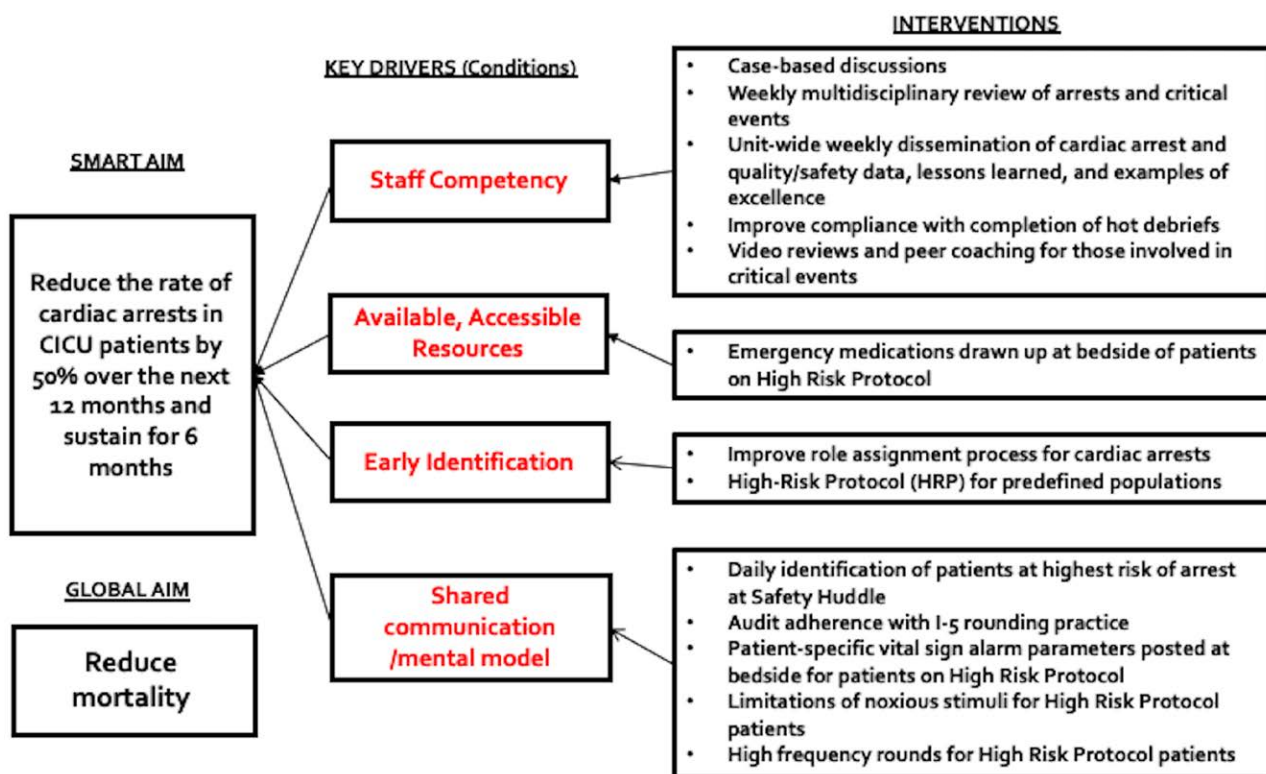 SMART AIM
Reduce the rate of
cardiac arrests in
CICU patients by
50% over the next
12 months and
sustain for 6
months
GLOBAL AIM
Reduce
mortality
KEY DRIVERS (Conditions)
Staff Competency
Available, Accessible
Resources
Early Identification
Shared
communication
/mental model
INTERVENTIONS
• Case-based discussions
• Weekly multidisciplinary review of arrests and critical
events
• Unit-wide weekly dissemination of cardiac arrest and
quality/safety data, lessons learned, and examples of
excellence
• Improve compliance with completion of hot debriefs
• Video reviews and peer coaching for those involved in
critical events
• Emergency medications drawn up at bedside of patients
on High Risk Protocol
• Improve role assignment process for cardiac arrests
• High-Risk Protocol (HRP) for predefined populations
• Daily identification of patients at highest risk of arrest
at Safety Huddle
• Audit adherence with I-5 rounding practice
• Patient-specific vital sign alarm parameters posted at
bedside for patients on High Risk Protocol
• Limitations of noxious stimuli for High Risk Protocol
patients
• High frequency rounds for High Risk Protocol patients